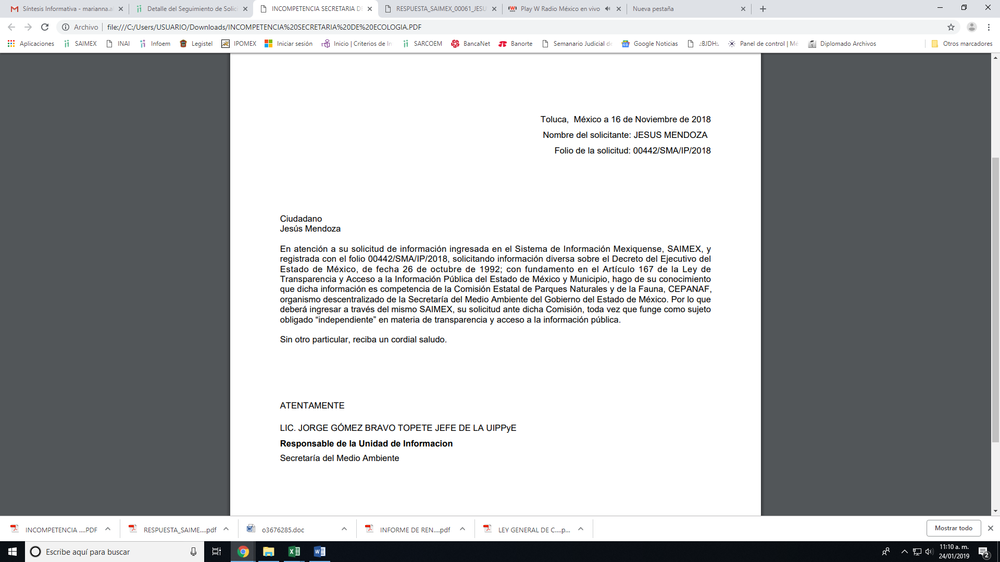 Síntesis Informativa - marianna.al
Detalle del Seguimiento de Solici
INCOMPETENCIA SECRETARIA DE
RESPUESTA_SAIMEX_00061_JESU
Play W Radio México en vivo
Nueva pestaña
Archivo
file:///C:/Users/USUARIO/Downloads/INCOMPETENCIA%20SECRETARIA%20DE%20ECOLOGIA.PDF
Aplicaciones
SAIMEX
INAI
Infoem
Legistel
IPOMEX
Iniciar sesión
Inicio | Criterios de In
SARCOEM
BancaNet
Banorte
Semanario Judicial de
Google Noticias
.:BJDH:.
Panel de control | Mé
Diplomado Archivos
Otros marcadores
Toluca, México a 16 de Noviembre de 2018
Nombre del solicitante: JESUS MENDOZA
Folio de la solicitud: 00442/SMA/IP/2018
Ciudadano
Jesús Mendoza
En atención a su solicitud de información ingresada en el Sistema de Información Mexiquense, SAIMEX, y
registrada con el folio 00442/SMA/IP/2018, solicitando información diversa sobre el Decreto del Ejecutivo del
Estado de México, de fecha 26 de octubre de 1992; con fundamento en el Artículo 167 de la Ley de
Transparencia y Acceso a la Información Pública del Estado de México y Municipio, hago de su conocimiento
que dicha información es competencia de la Comisión Estatal de Parques Naturales y de la Fauna, CEPANAF,
organismo descentralizado de la Secretaría del Medio Ambiente del Gobierno del Estado de México. Por lo que
deberá ingresar a través del mismo SAIMEX, su solicitud ante dicha Comisión, toda vez que funge como sujeto
obligado “independiente” en materia de transparencia y acceso a la información pública.
Sin otro particular, reciba un cordial saludo.
ATENTAMENTE
LIC. JORGE GÓMEZ BRAVO TOPETE JEFE DE LA UIPPyE
Responsable de la Unidad de Informacion
Secretaría del Medio Ambiente
INCOMPETENCIA ....PDF
RESPUESTA_SAIME....pdf
o3676285.doc
INFORME DE REN....pdf
LEY GENERAL DE C....p...
Mostrar todo
Escribe aquí para buscar
11:10 a. m.
24/01/2019
2